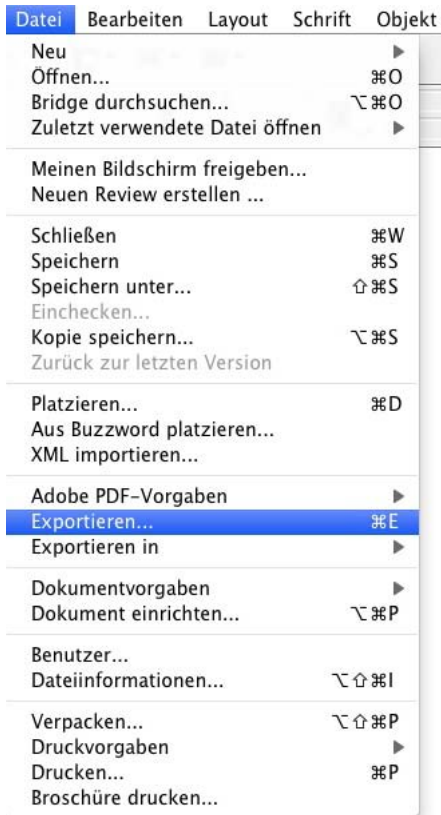 Datei Bearbeiten Layout Schrift Objekt
Neu ▶
Öffnen... ⌘O
Bridge durchsuchen... ⌥⌘O
Zuletzt verwendete Datei öffnen ▶
Meinen Bildschirm freigeben...
Neuen Review erstellen ...
Schließen ⌘W
Speichern ⌘S
Speichern unter... ⇧⌘S
Einchecken...
Kopie speichern... ⌥⌘S
Zurück zur letzten Version
Platzieren... ⌘D
Aus Buzzword platzieren...
XML importieren...
Adobe PDF-Vorgaben ▶
Exportieren... ⌘E
Exportieren in ▶
Dokumentvorgaben ▶
Dokument einrichten... ⌥⌘P
Benutzer...
Dateiinformationen... ⌥⇧⌘I
Verpacken... ⌥⇧⌘P
Druckvorgaben ▶
Drucken... ⌘P
Broschüre drucken...